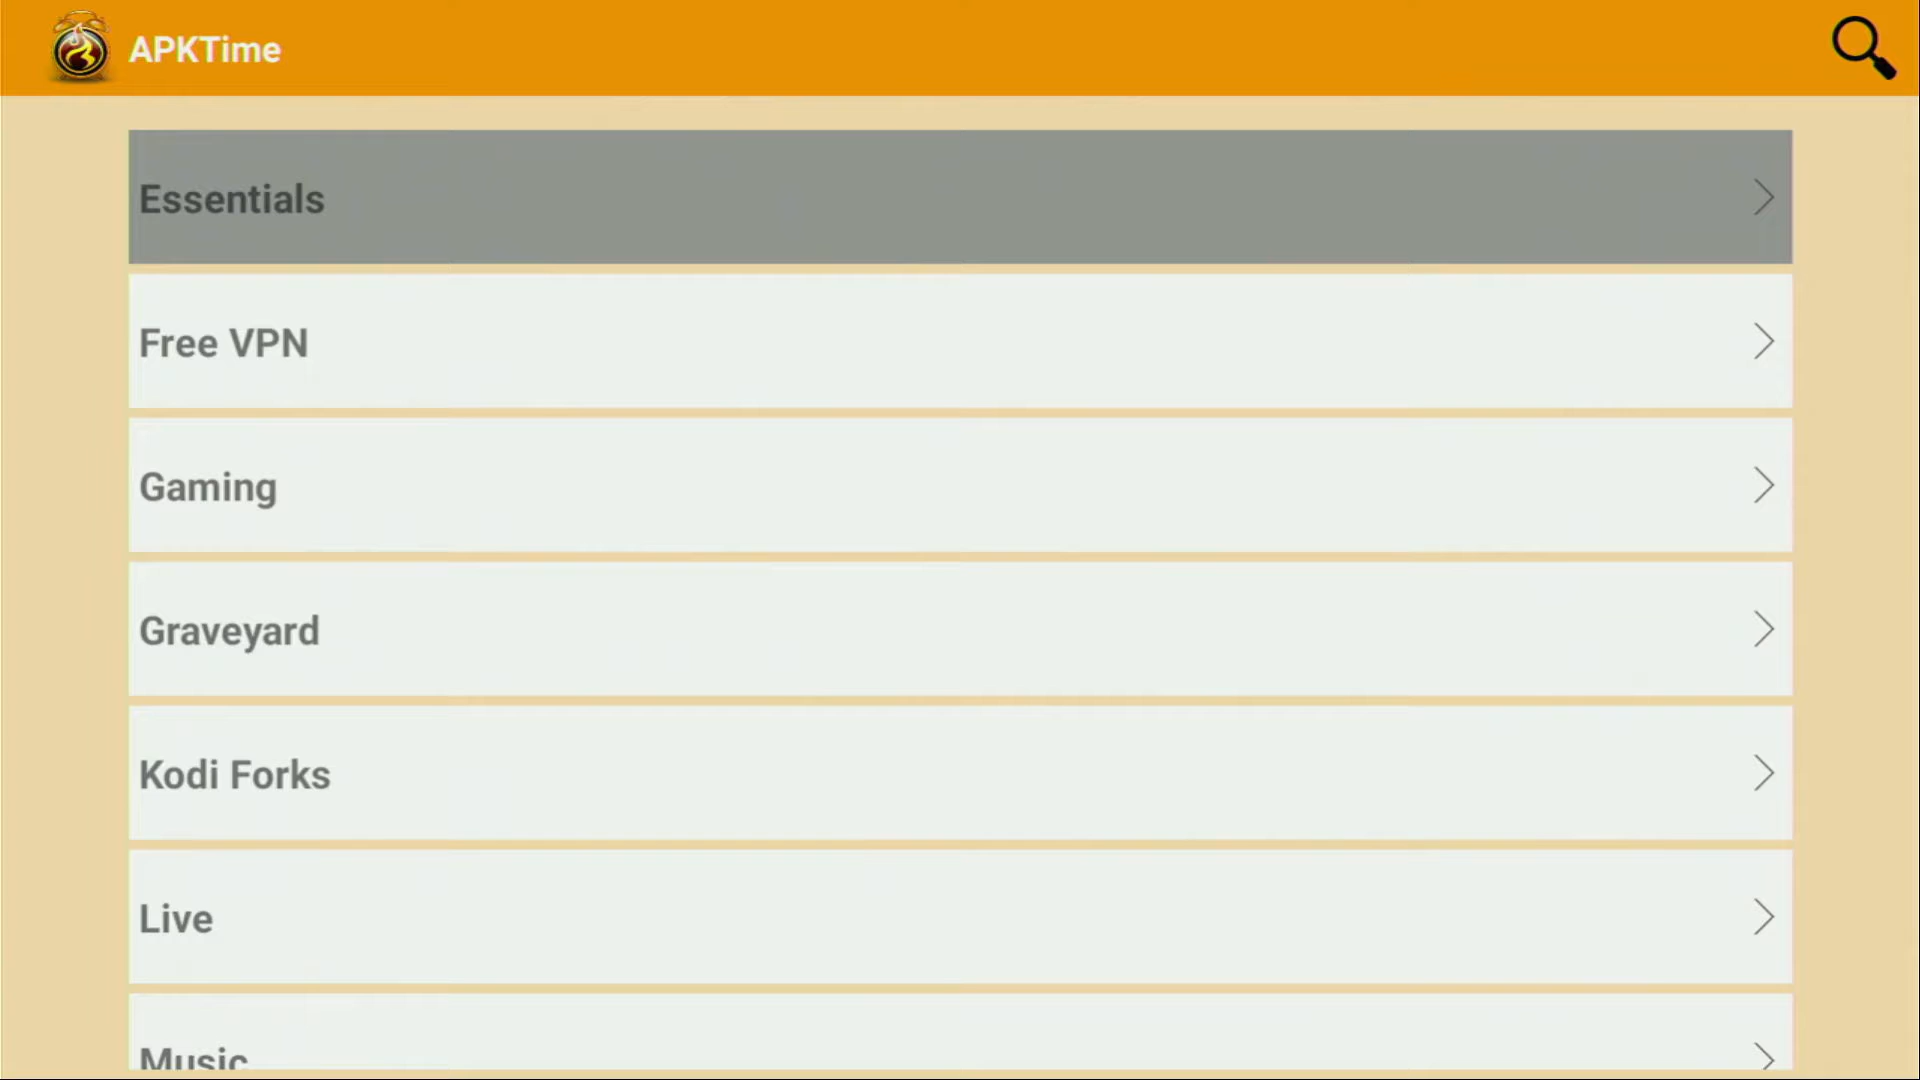 APKTime
Essentials
Free VPN
Gaming
Graveyard
Kodi Forks
Live
Music